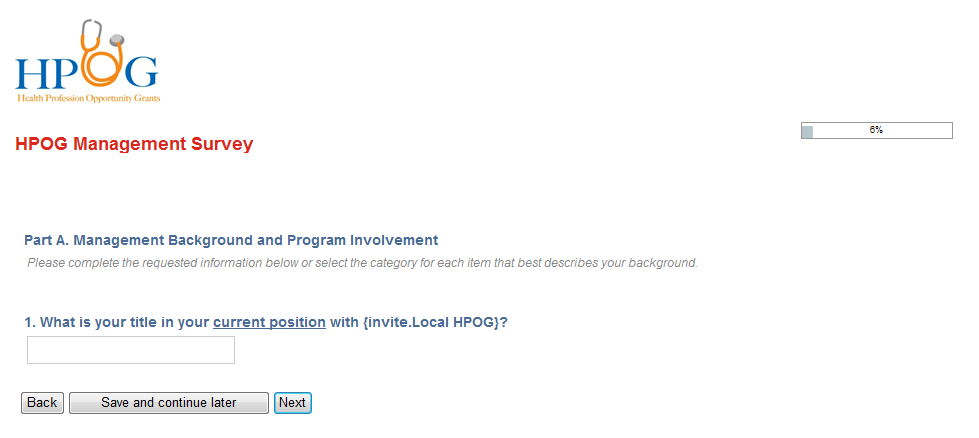 HPOG
Health Profession Opportunity Grants
6%
HPOG Management Survey
Part A. Management Background and Program Involvement
Please complete the requested information below or select the category for each item that best describes your background.
1. What is your title in your current position with {invite.Local HPOG}?
Back Save and continue later Next